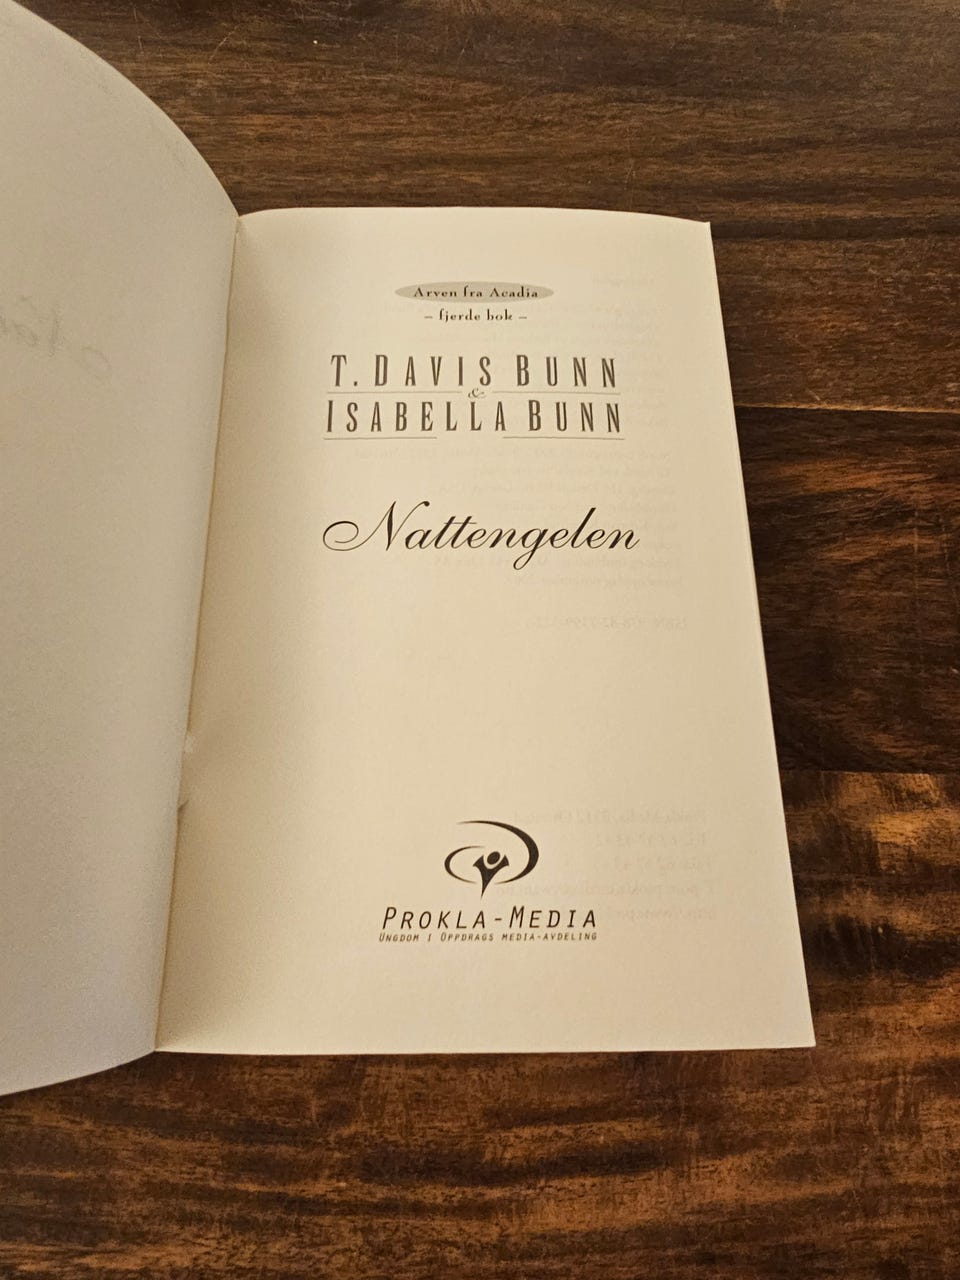 Arven fra Acadia
– fjerde bok –
T. DAVIS BUNN
&
ISABELLA BUNN
Nattengelen
PROKLA-MEDIA
UNGDOM I OPPDRAGS MEDIA-AVDELING